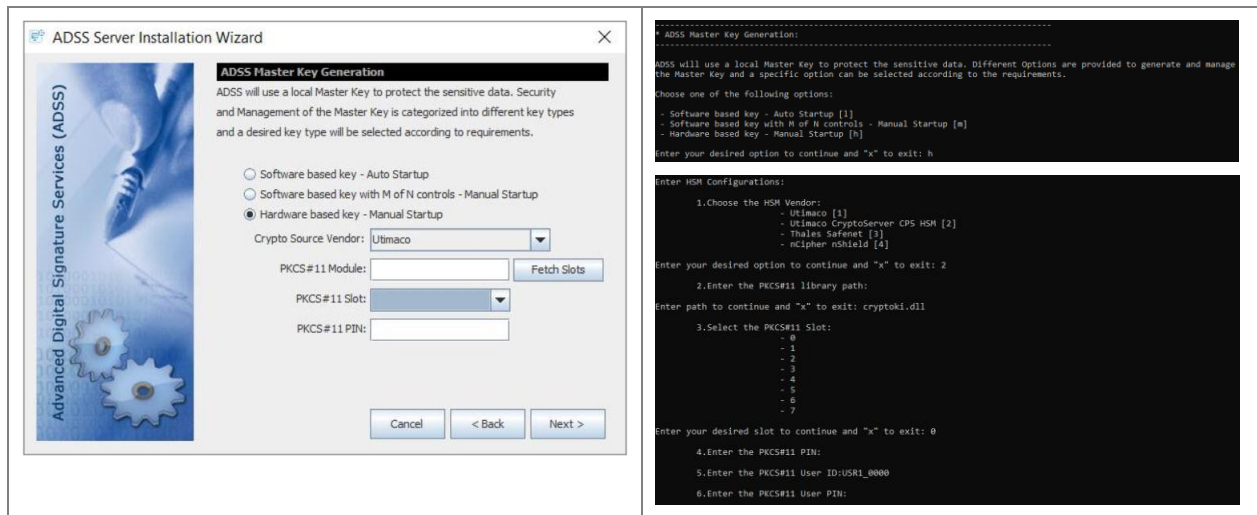 ADSS Server Installation Wizard
Advanced Digital Signature Services (ADSS)
ADSS Master Key Generation
ADSS will use a local Master Key to protect the sensitive data. Security
and Management of the Master Key is categorized into different key types
and a desired key type will be selected according to requirements.
Software based key - Auto Startup
Software based key with M of N controls - Manual Startup
Hardware based key - Manual Startup
Crypto Source Vendor: Utimaco
PKCS#11 Module: Fetch Slots
PKCS#11 Slot:
PKCS#11 PIN:
Cancel < Back Next >
--------------------------------------------------------------------------------
* ADSS Master Key Generation:
--------------------------------------------------------------------------------
ADSS will use a local Master Key to protect the sensitive data. Different Options are provided to generate and manage
the Master Key and a specific option can be selected according to the requirements.
Choose one of the following options:
- Software based key - Auto Startup [l]
- Software based key with M of N controls - Manual Startup [m]
- Hardware based key - Manual Startup [h]
Enter your desired option to continue and "x" to exit: h
Enter HSM Configurations:
1.Choose the HSM Vendor:
- Utimaco [1]
- Utimaco CryptoServer CP5 HSM [2]
- Thales Safenet [3]
- nCipher nShield [4]
Enter your desired option to continue and "x" to exit: 2
2.Enter the PKCS#11 library path:
Enter path to continue and "x" to exit: cryptoki.dll
3.Select the PKCS#11 Slot:
- 0
- 1
- 2
- 3
- 4
- 5
- 6
- 7
Enter your desired slot to continue and "x" to exit: 0
4.Enter the PKCS#11 PIN:
5.Enter the PKCS#11 User ID:USR1_0000
6.Enter the PKCS#11 User PIN: